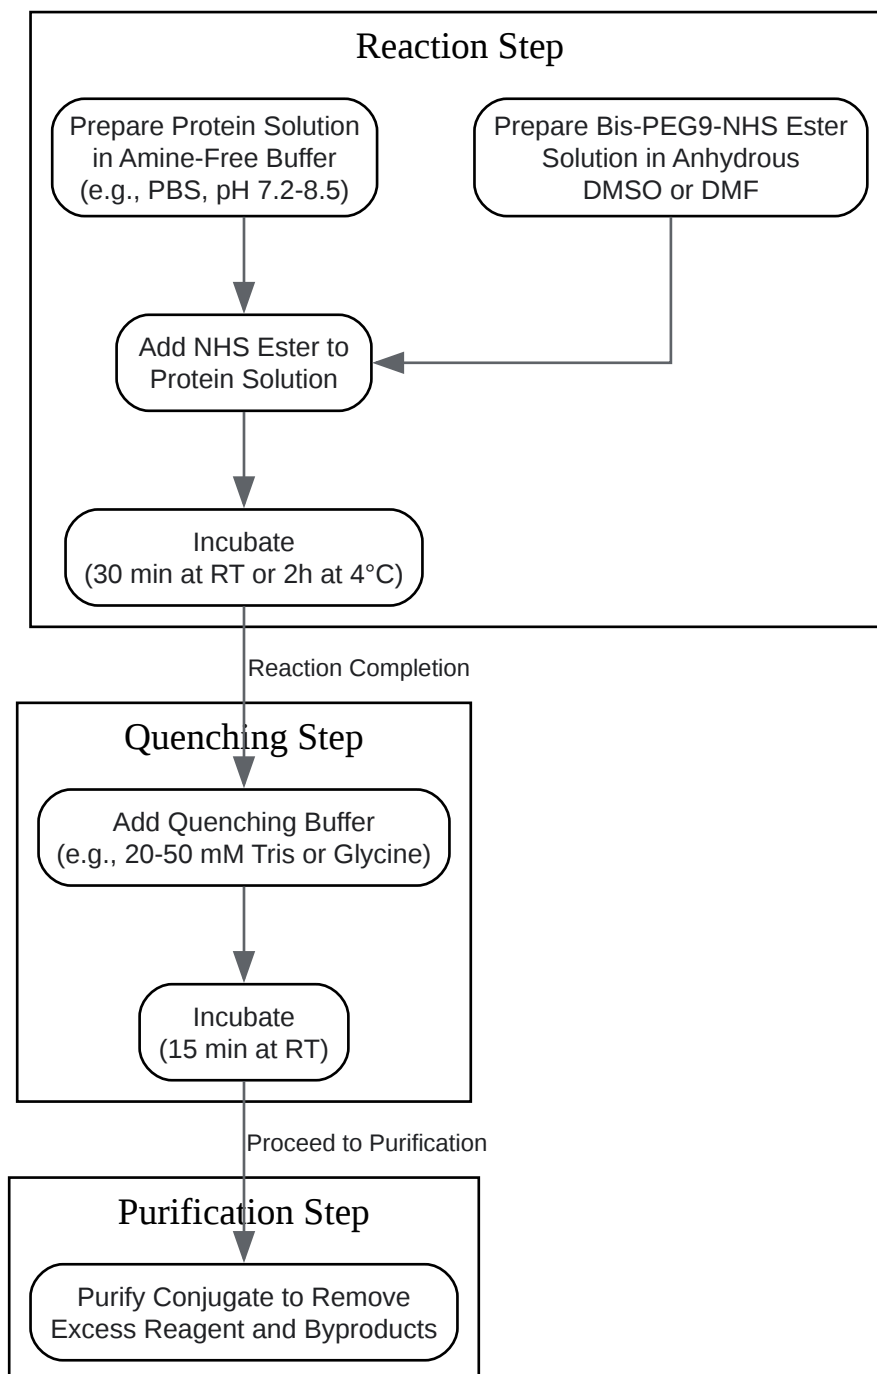 Reaction Step
Prepare Protein Solution
in Amine-Free Buffer
(e.g., PBS, pH 7.2-8.5)
Prepare Bis-PEG9-NHS Ester
Solution in Anhydrous
DMSO or DMF
Add NHS Ester to
Protein Solution
Incubate
(30 min at RT or 2h at 4°C)
Reaction Completion
Quenching Step
Add Quenching Buffer
(e.g., 20-50 mM Tris or Glycine)
Incubate
(15 min at RT)
Proceed to Purification
Purification Step
Purify Conjugate to Remove
Excess Reagent and Byproducts